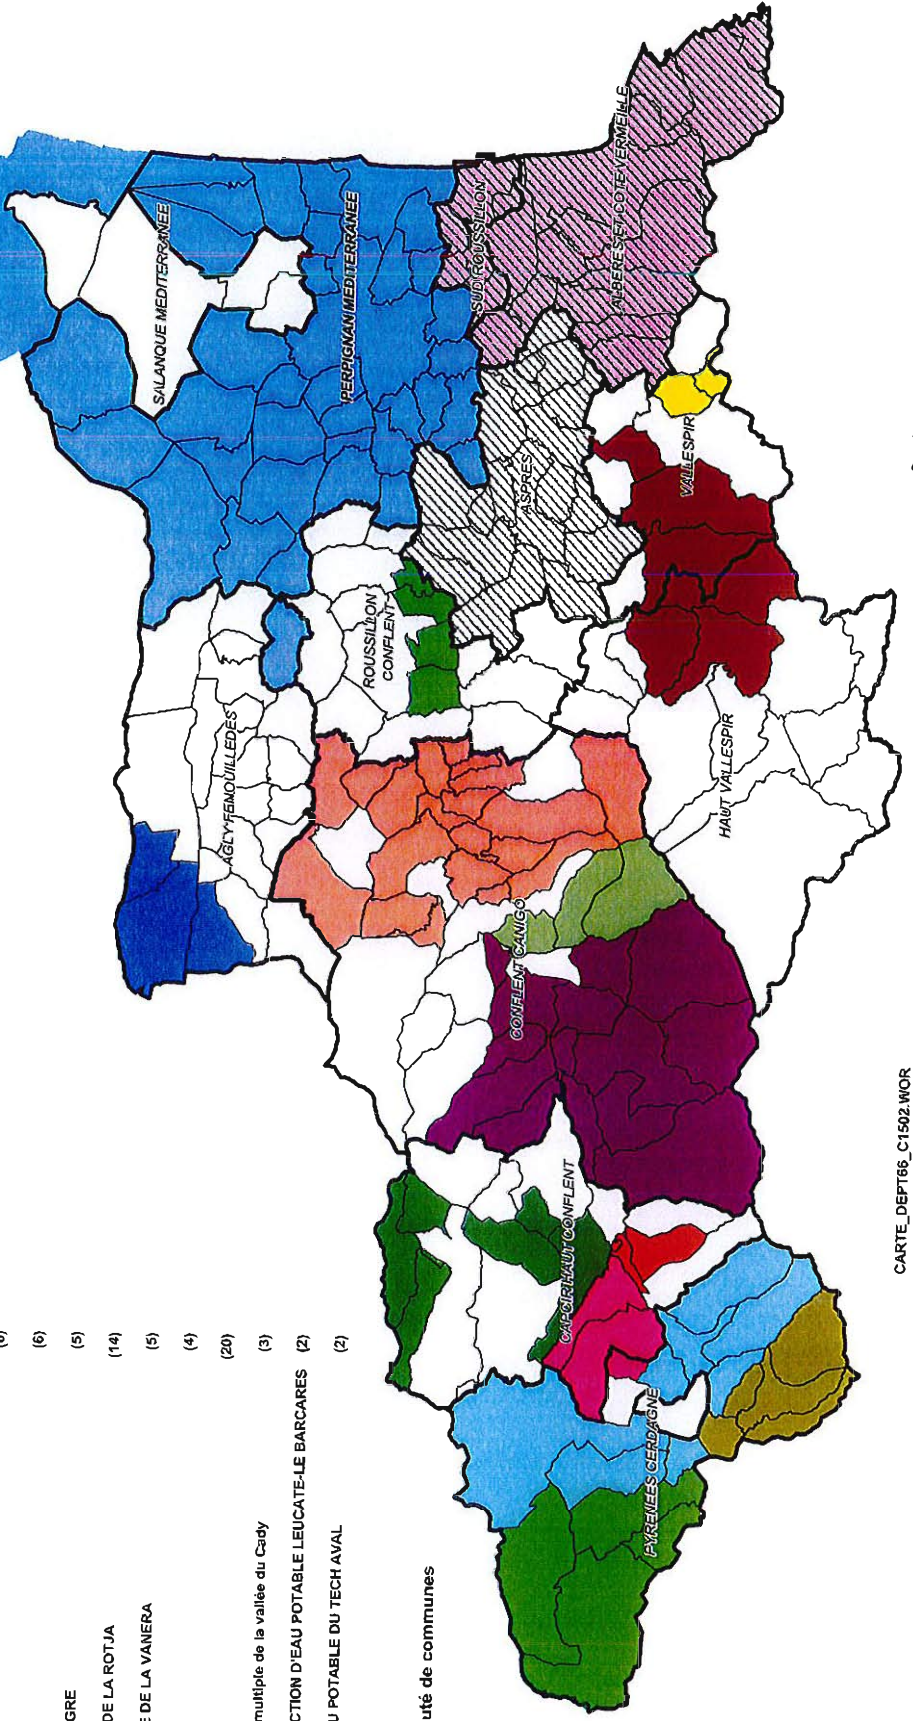 (6)
(6)
GRE (5)
DE LA ROTJA (14)
E DE LA VANERA (5)
(4)
(20)
multiple de la vallée du Cady (3)
CTION D'EAU POTABLE LEUCATE-LE BARCARES (2)
U POTABLE DU TECH AVAL (2)
uté de communes
SALANQUE MEDITERRANEE
PERPIGNAN MEDITERRANEE
SUD ROUSSILLON
ALBERES ET COTE VERMEILLE
AGLY FENOUILLEDES
ROUSSILLON
CONFLENT
ASPRES
VALLESPIR
HAUT VALLESPIR
CONFLENT CANIGO
CAPCIR HAUT CONFLENT
PYRENEES CERDAGNE
CARTE_DEPT66_C1502.WOR